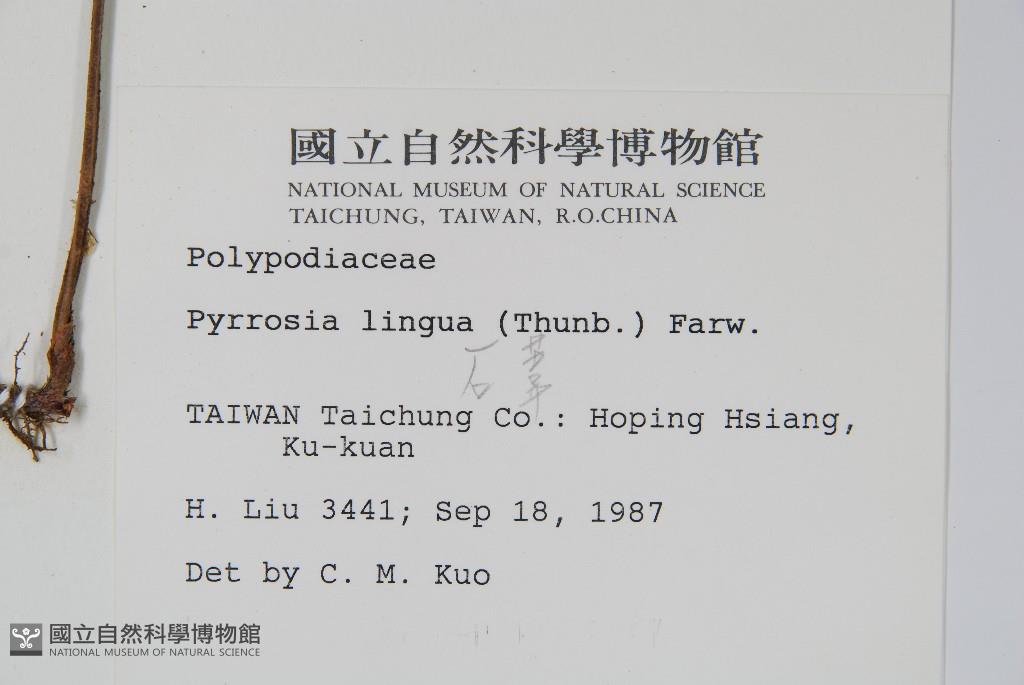 國立自然科學博物館
NATIONAL MUSEUM OF NATURAL SCIENCE
TAICHUNG, TAIWAN, R.O.CHINA
Polypodiaceae
Pyrrosia lingua (Thunb.) Farw.
石葦
TAIWAN Taichung Co.: Hoping Hsiang,
Ku-kuan
H. Liu 3441; Sep 18, 1987
Det by C. M. Kuo
國立自然科學博物館
NATIONAL MUSEUM OF NATURAL SCIENCE